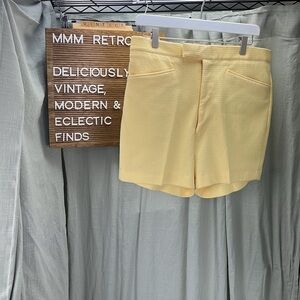 MMM RETRO
DELICIOUSLY
VINTAGE,
MODERN &
ECLECTIC
FINDS